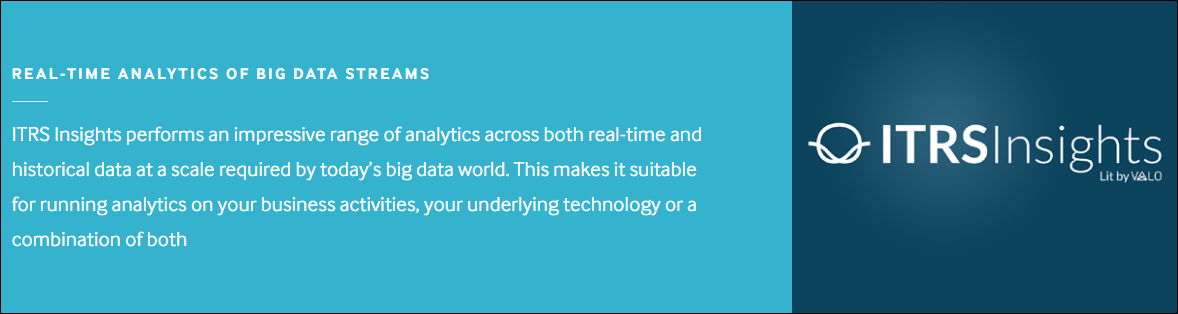 REAL-TIME ANALYTICS OF BIG DATA STREAMS
ITRS Insights performs an impressive range of analytics across both real-time and
historical data at a scale required by today’s big data world. This makes it suitable
for running analytics on your business activities, your underlying technology or a
combination of both
ITRSInsights
Lit by VALO